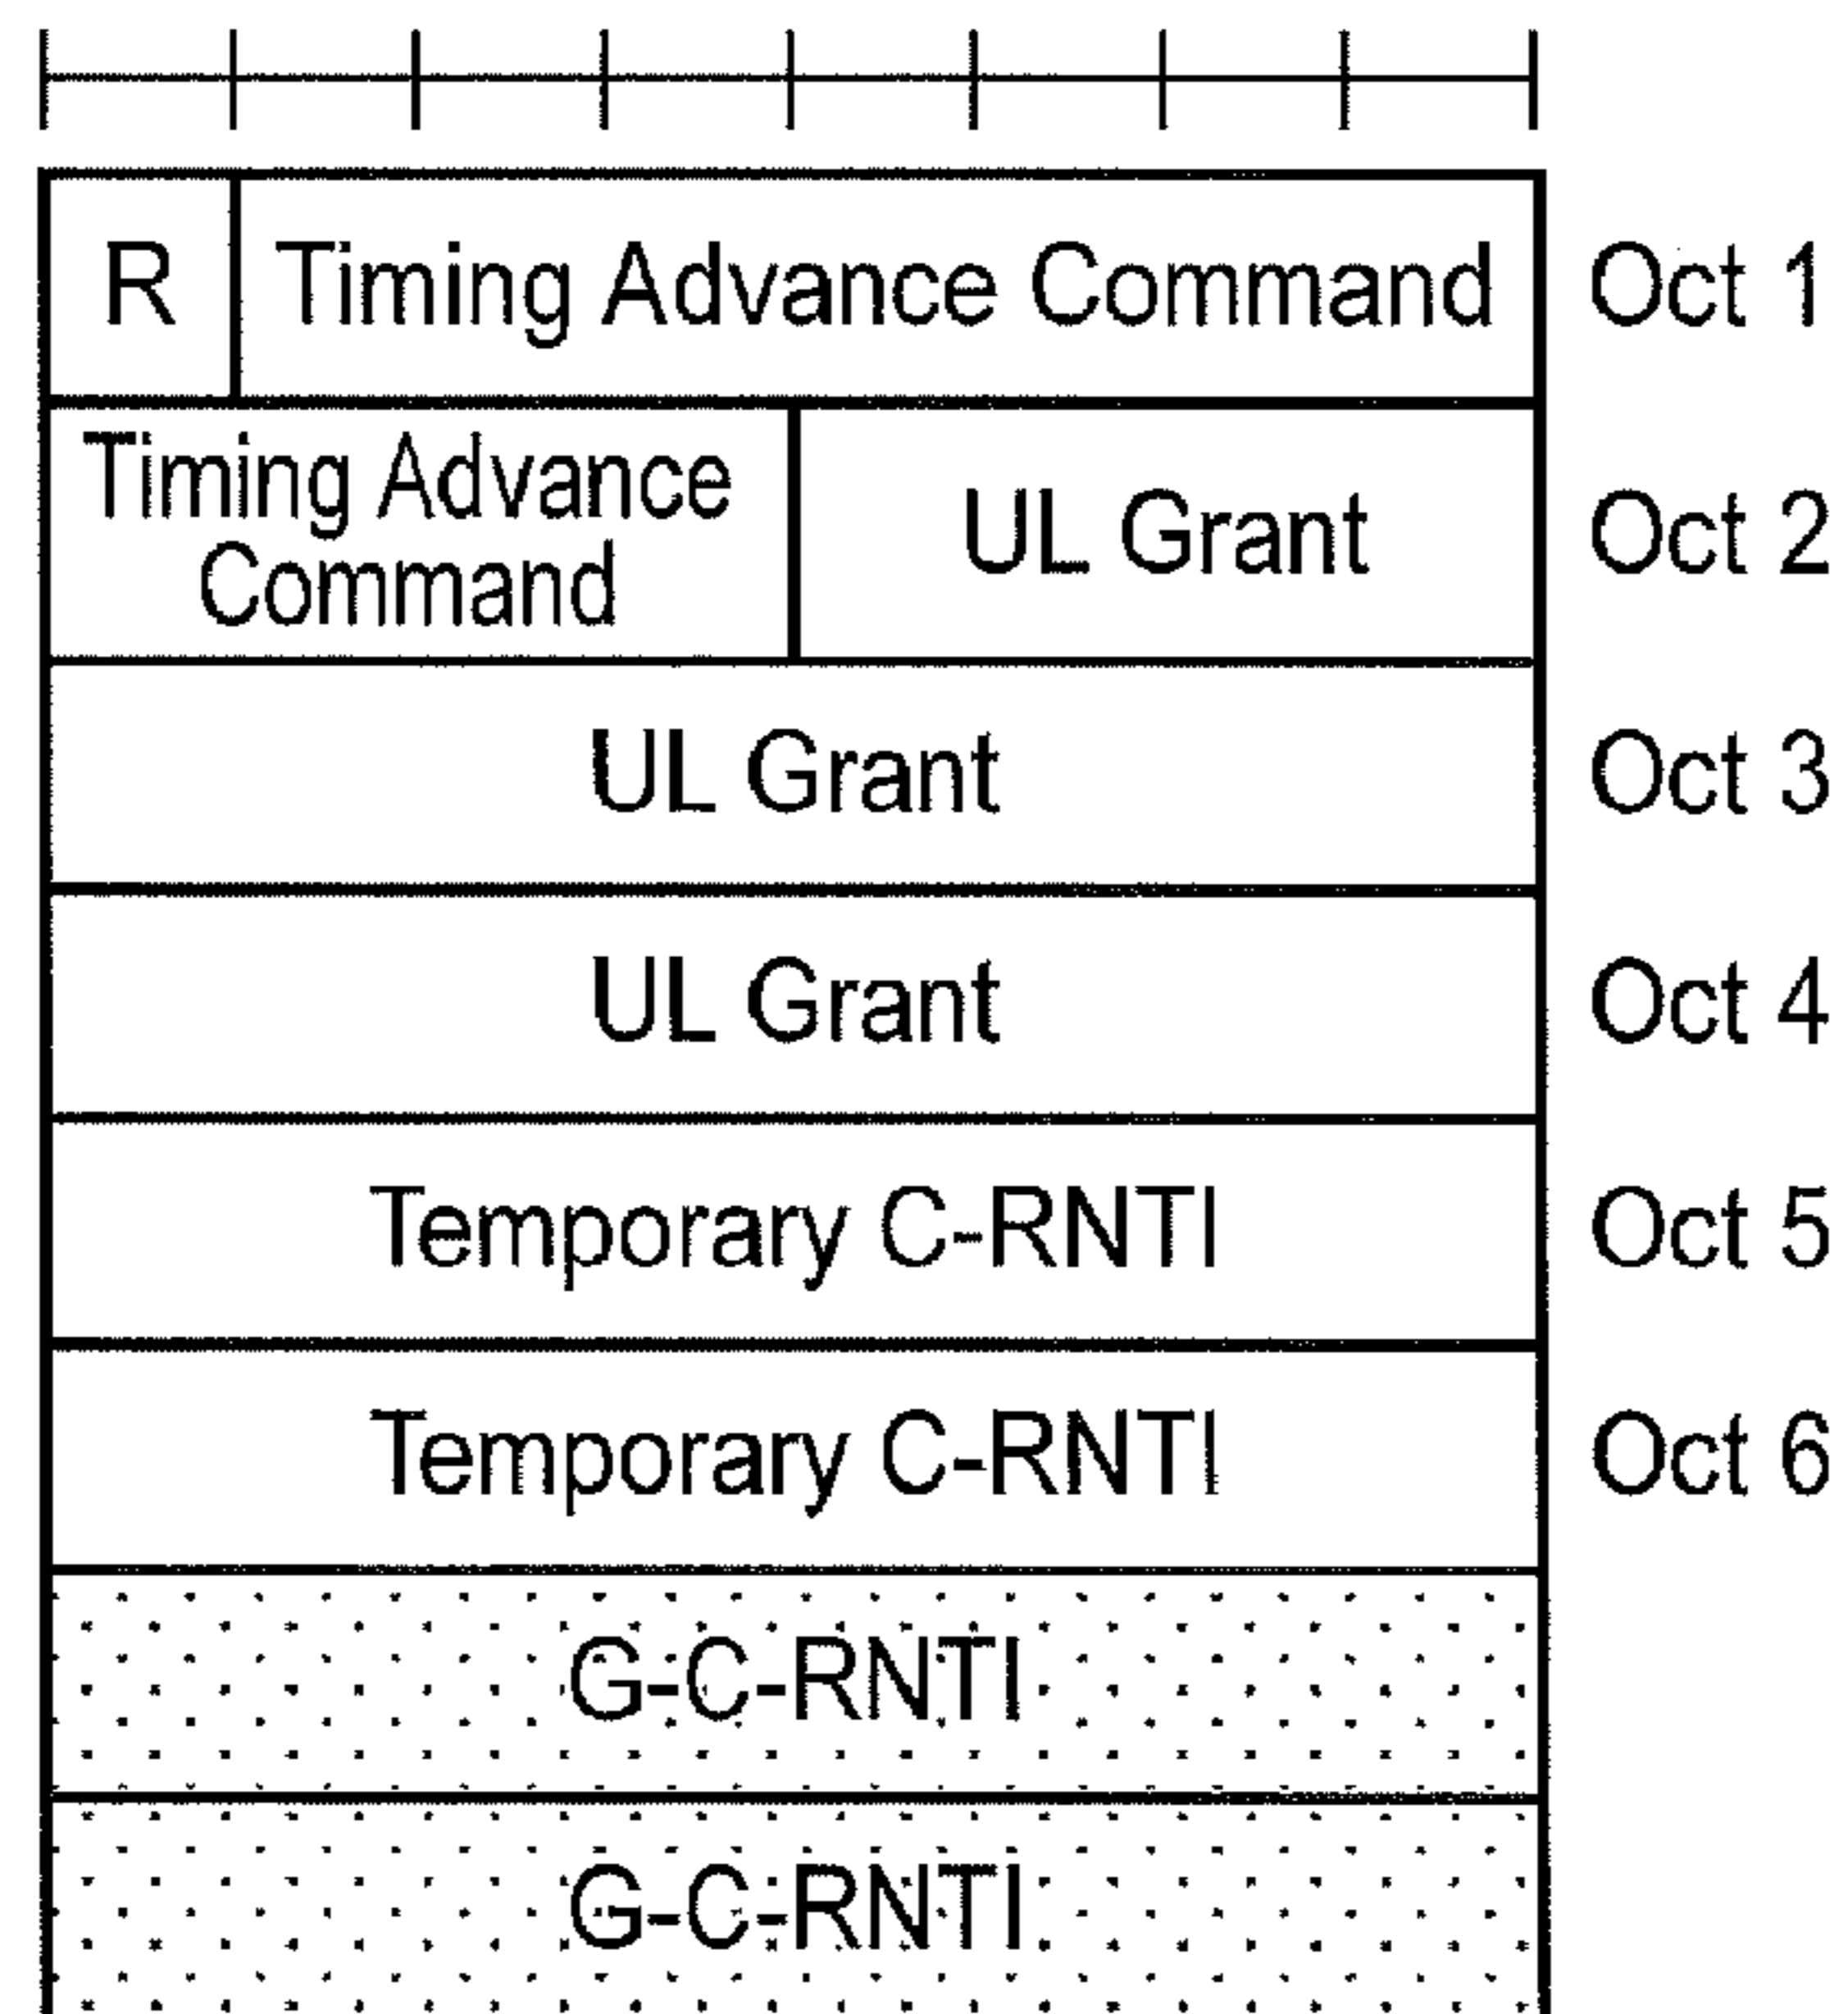 R Timing Advance Command Oct 1
Timing Advance
Command
UL Grant Oct 2
UL Grant Oct 3
UL Grant Oct 4
Temporary C-RNTI Oct 5
Temporary C-RNTI Oct 6
G-C-RNTI
G-C-RNTI